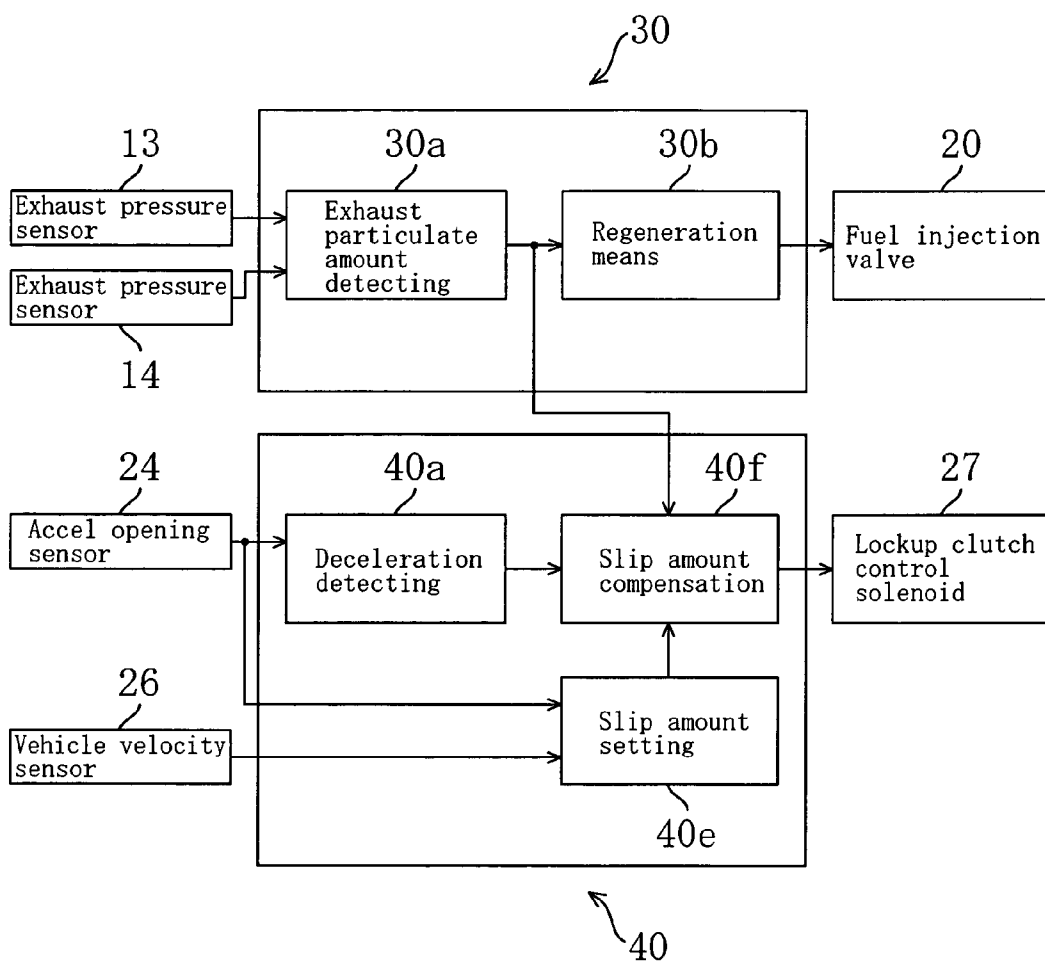 30
13
30a
30b
20
Exhaust pressure
sensor
Exhaust
particulate
amount
detecting
Regeneration
means
Fuel injection
valve
Exhaust pressure
sensor
14
24
40a
40f
27
Accel opening
sensor
Deceleration
detecting
Slip amount
compensation
Lockup clutch
control
solenoid
26
Vehicle velocity
sensor
Slip amount
setting
40e
40